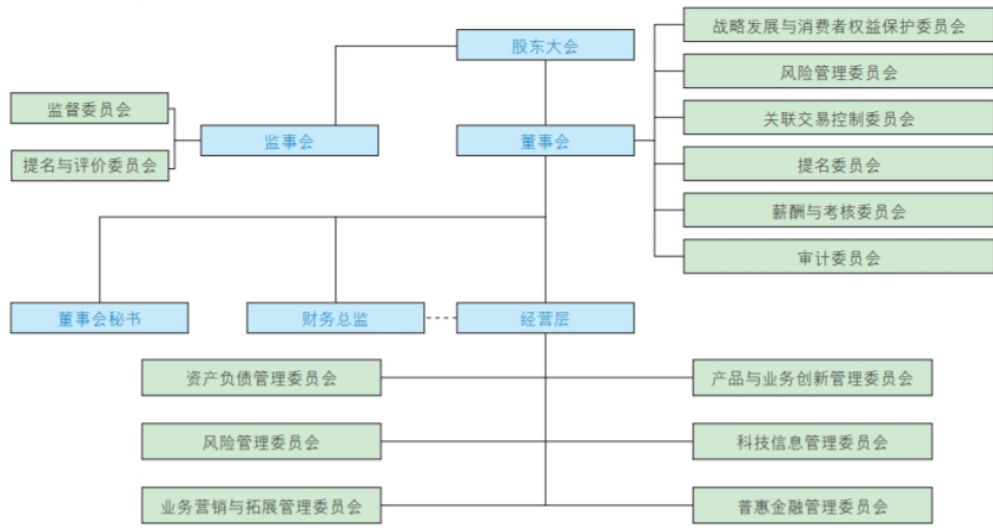 战略发展与消费者权益保护委员会
股东大会
风险管理委员会
监督委员会
关联交易控制委员会
监事会
董事会
提名与评价委员会
提名委员会
薪酬与考核委员会
审计委员会
董事会秘书
财务总监
经营层
资产负债管理委员会
产品与业务创新管理委员会
风险管理委员会
科技信息管理委员会
业务营销与拓展管理委员会
普惠金融管理委员会